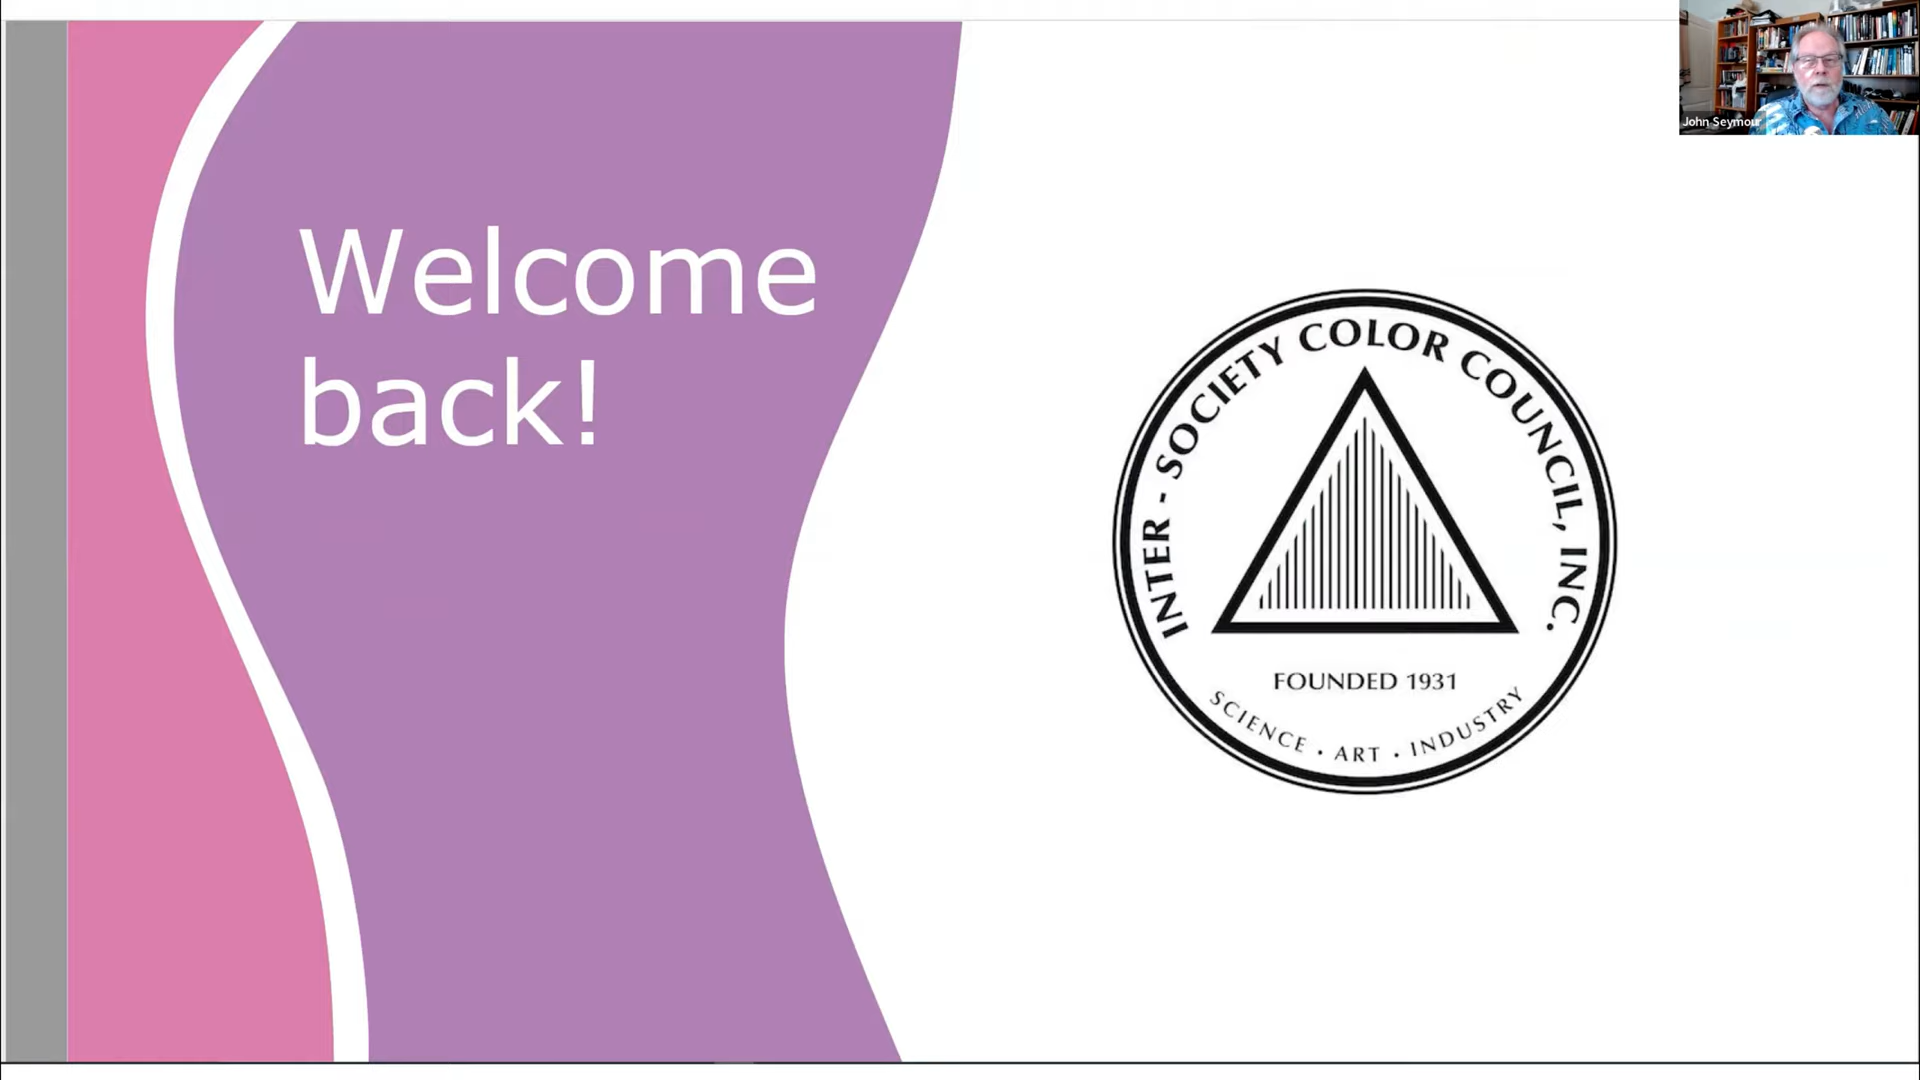 John Seymour
Welcome
back!
INTER - SOCIETY COLOR COUNCIL, INC.
FOUNDED 1931
SCIENCE • ART • INDUSTRY